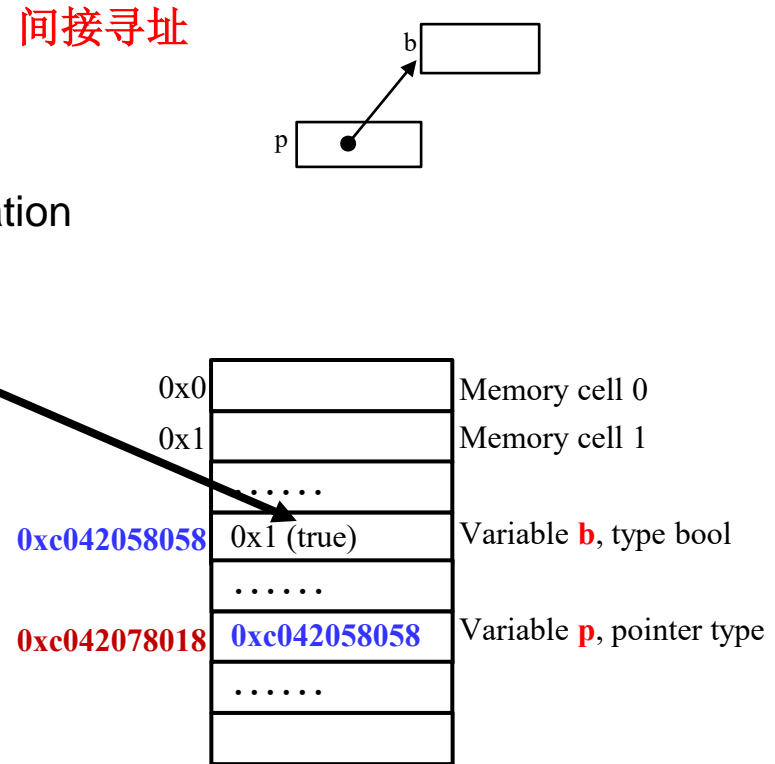 间接寻址
b
p
ation
0x0 Memory cell 0
0x1 Memory cell 1
......
0xc042058058 0x1 (true) Variable b, type bool
......
0xc042078018 0xc042058058 Variable p, pointer type
......